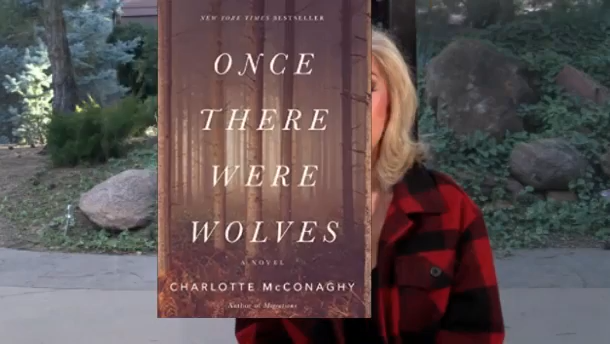 NEW YORK TIMES BESTSELLER
ONCE
THERE
WERE
WOLVES
A NOVEL
CHARLOTTE McCONAGHY
Author of Migrations